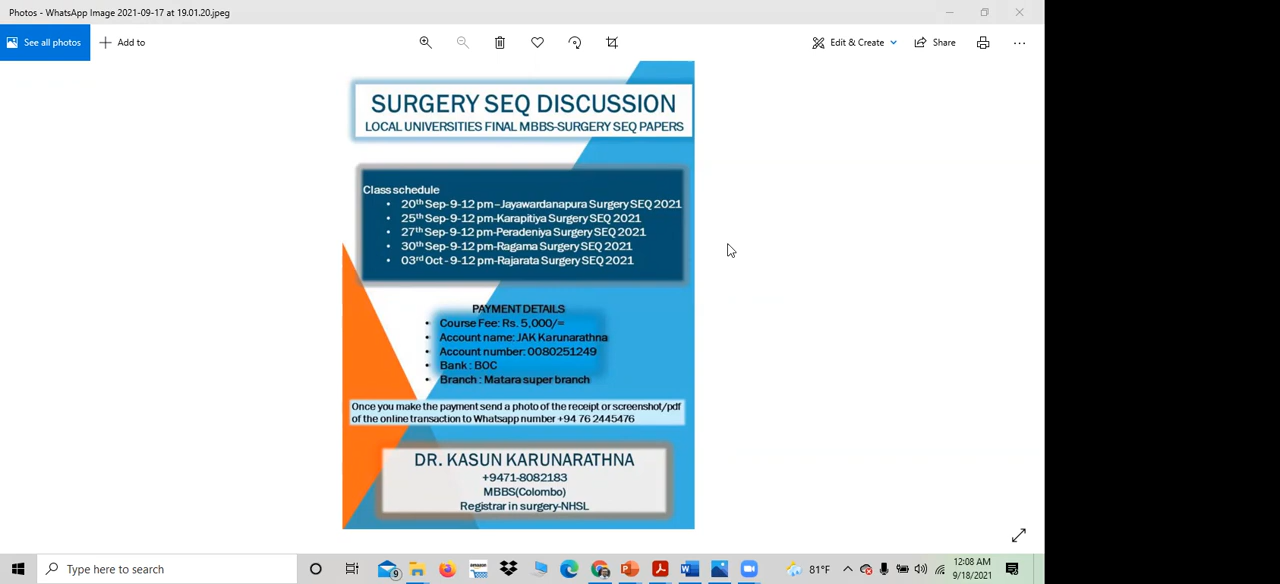 Photos - WhatsApp Image 2021-09-17 at 19.01.20.jpeg
See all photos
Add to
Edit & Create
Share
SURGERY SEQ DISCUSSION
LOCAL UNIVERSITIES FINAL MBBS-SURGERY SEQ PAPERS
Class schedule
• 20th Sep- 9-12 pm –Jayawardanapura Surgery SEQ 2021
• 25th Sep- 9-12 pm-Karapitiya Surgery SEQ 2021
• 27th Sep- 9-12 pm-Peradeniya Surgery SEQ 2021
• 30th Sep- 9-12 pm-Ragama Surgery SEQ 2021
• 03rd Oct - 9-12 pm-Rajarata Surgery SEQ 2021
PAYMENT DETAILS
• Course Fee: Rs. 5,000/=
• Account name: JAK Karunarathna
• Account number: 0080251249
• Bank : BOC
• Branch : Matara super branch
Once you make the payment send a photo of the receipt or screenshot/pdf
of the online transaction to Whatsapp number +94 76 2445476
DR. KASUN KARUNARATHNA
+9471-8082183
MBBS(Colombo)
Registrar in surgery-NHSL
Type here to search
9
81°F
12:08 AM
9/18/2021